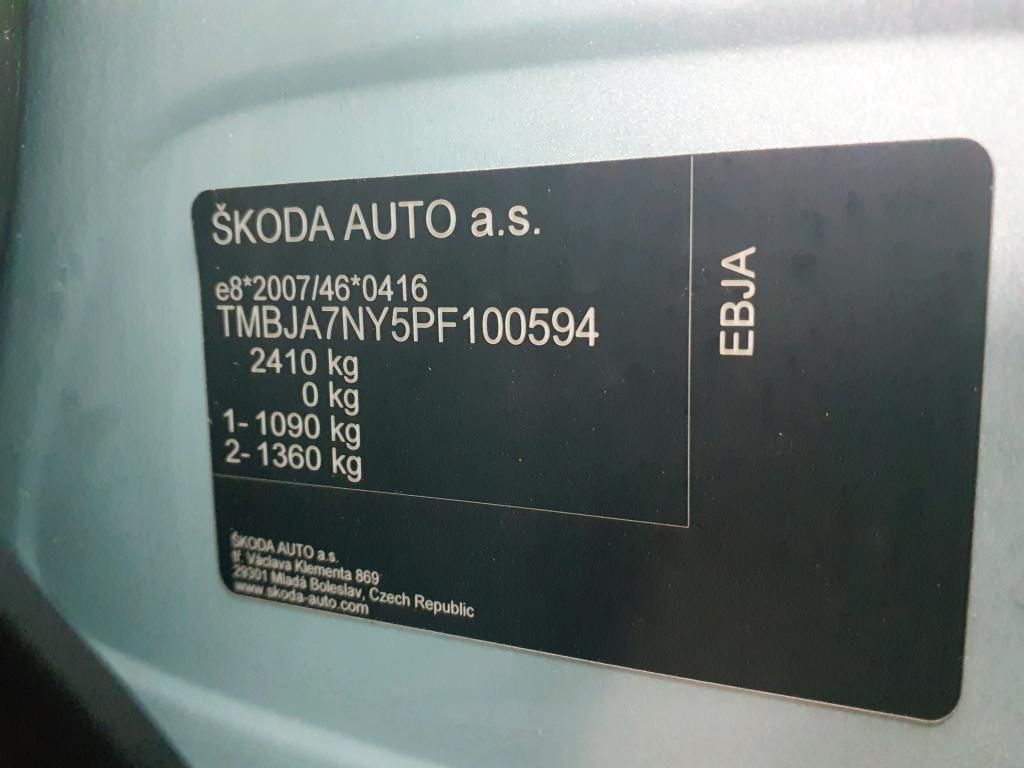 ŠKODA AUTO a.s.
e8*2007/46*0416
TMBJA7NY5PF100594
2410 kg
0 kg
1- 1090 kg
2- 1360 kg
EBJA
ŠKODA AUTO a.s.
tř. Václava Klementa 869
29301 Mladá Boleslav, Czech Republic
www.skoda-auto.com